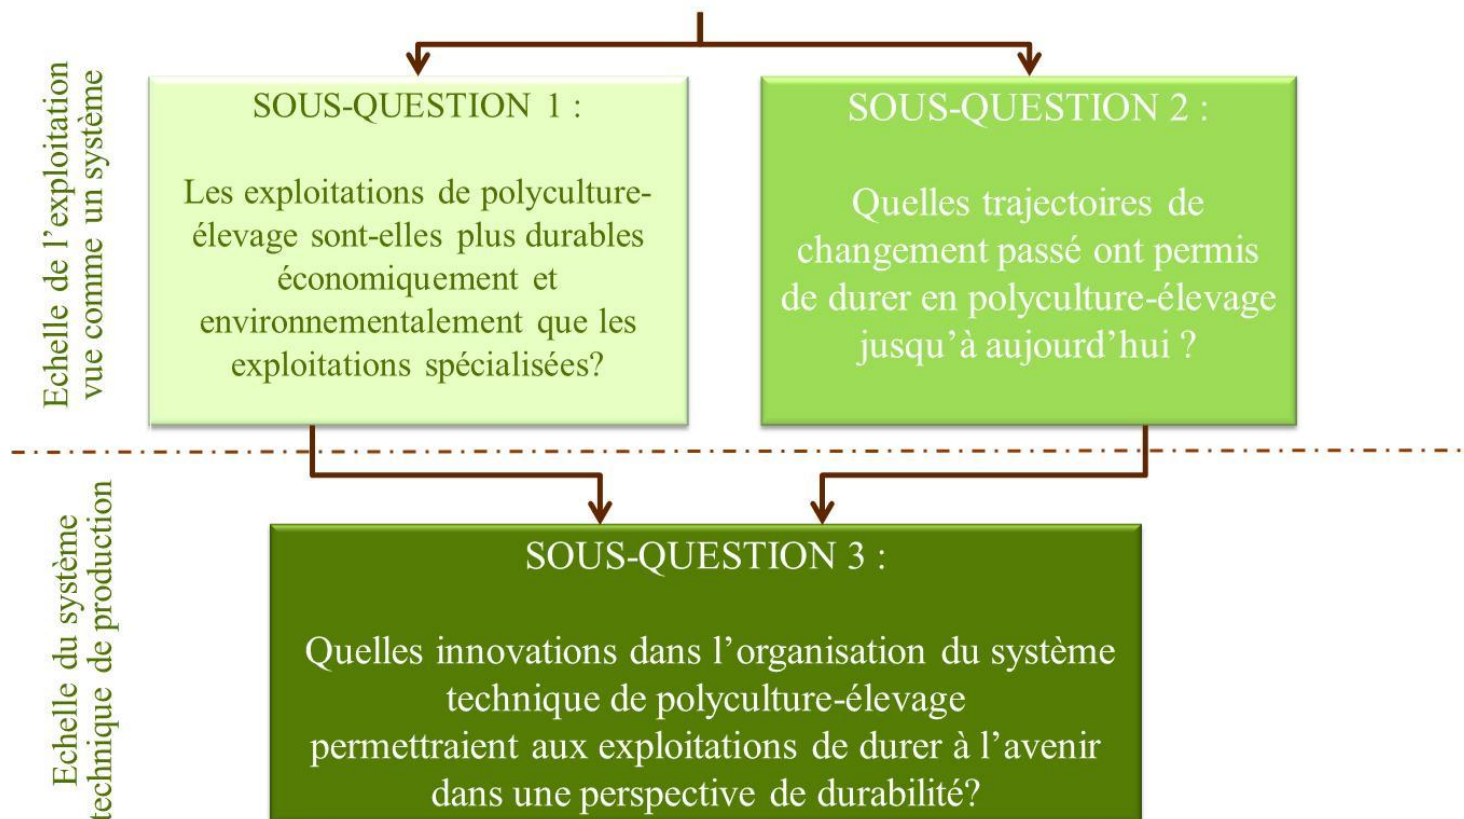 Echelle de l’exploitation
vue comme un système
SOUS-QUESTION 1 :
Les exploitations de polyculture-
élevage sont-elles plus durables
économiquement et
environnementalement que les
exploitations spécialisées?
SOUS-QUESTION 2 :
Quelles trajectoires de
changement passé ont permis
de durer en polyculture-élevage
jusqu’à aujourd’hui ?
Echelle du système
technique de production
SOUS-QUESTION 3 :
Quelles innovations dans l’organisation du système
technique de polyculture-élevage
permettraient aux exploitations de durer à l’avenir
dans une perspective de durabilité?